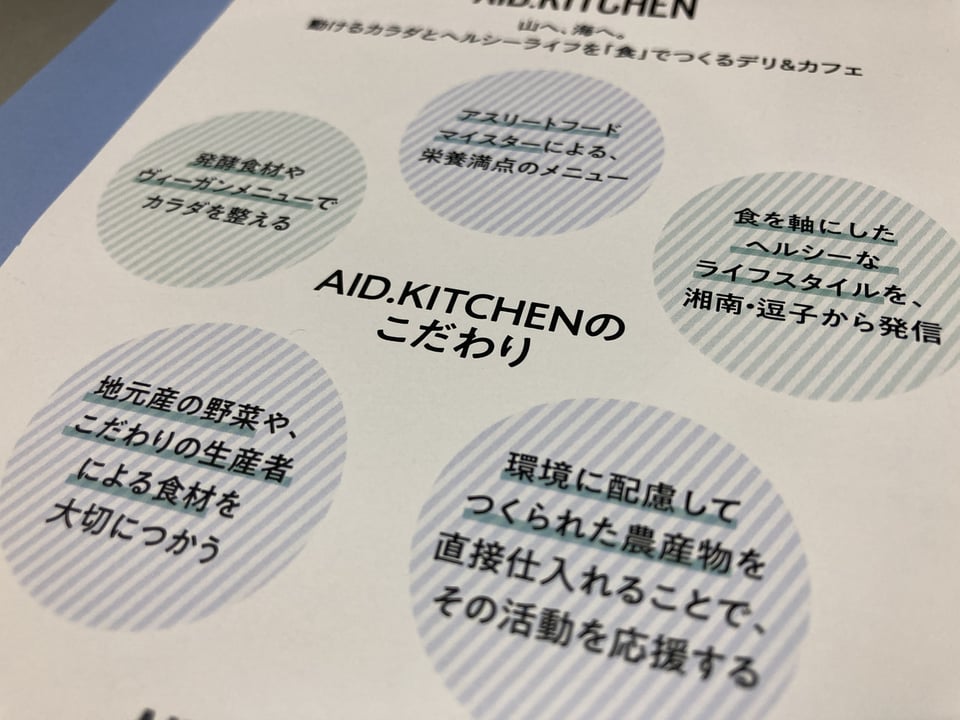 AID.KITCHEN
山へ、海へ。
動けるカラダとヘルシーライフを「食」でつくるデリ&カフェ
アスリートフード
マイスターによる、
栄養満点のメニュー
発酵食材や
ヴィーガンメニューで
カラダを整える
食を軸にした
ヘルシーな
ライフスタイルを、
湘南・逗子から発信
AID.KITCHENの
こだわり
地元産の野菜や、
こだわりの生産者
による食材を
大切につかう
環境に配慮して
つくられた農産物を
直接仕入れることで、
その活動を応援する